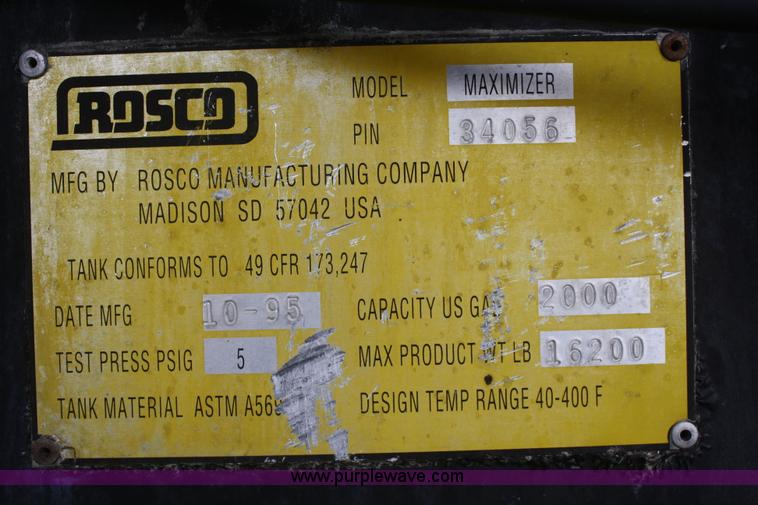 ROSCO
MODEL MAXIMIZER
PIN 34056
MFG BY ROSCO MANUFACTURING COMPANY
MADISON SD 57042 USA
TANK CONFORMS TO 49 CFR 173,247
DATE MFG 10-95 CAPACITY US GAL 2000
TEST PRESS PSIG 5 MAX PRODUCT WT LB 16200
TANK MATERIAL ASTM DESIGN TEMP RANGE 40-400 F
www.purplewave.com